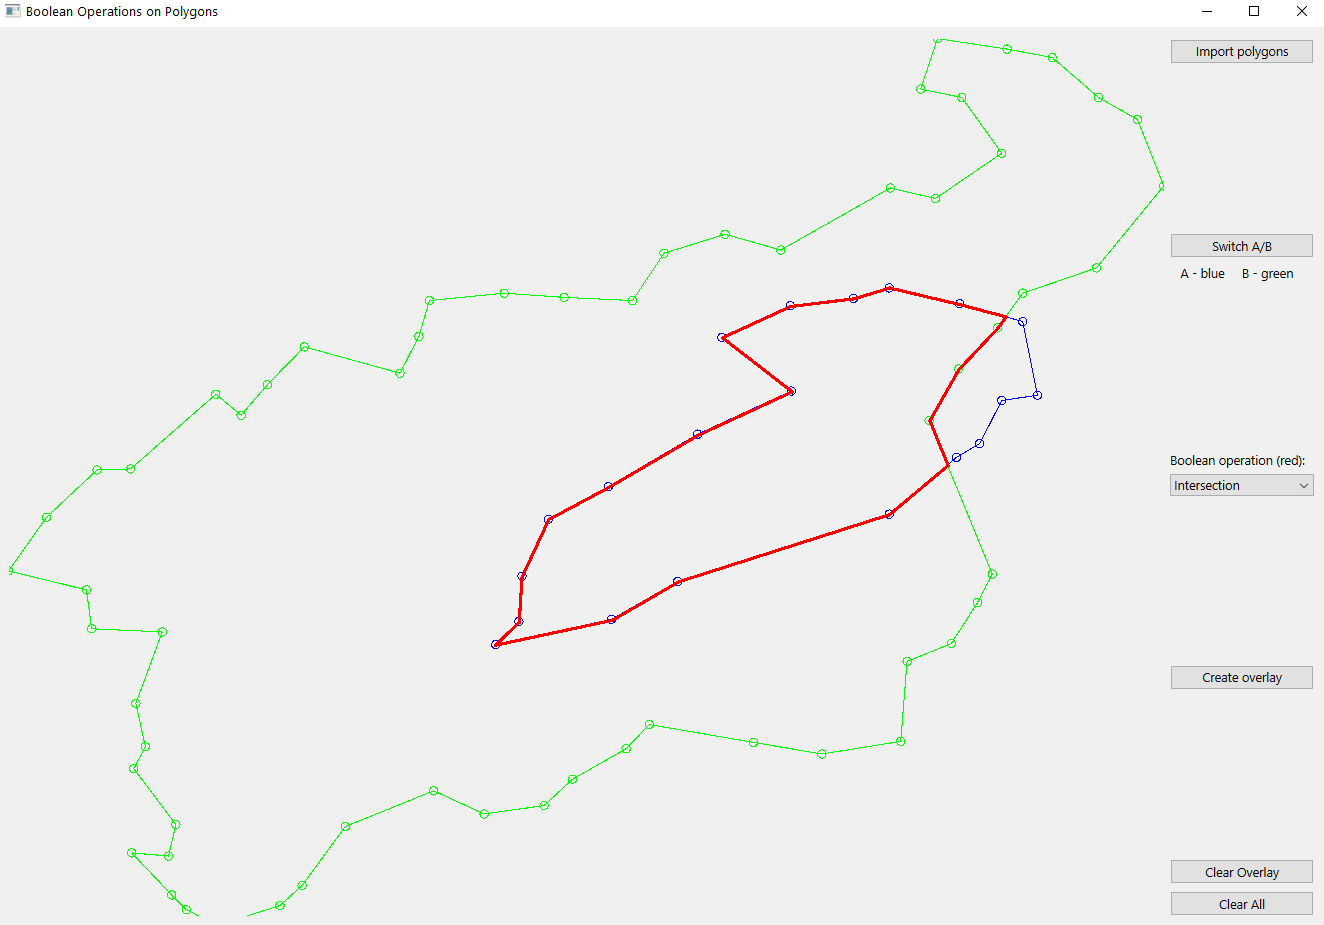 Boolean Operations on Polygons
Import polygons
Switch A/B
A - blue B - green
Boolean operation (red):
Intersection
Create overlay
Clear Overlay
Clear All